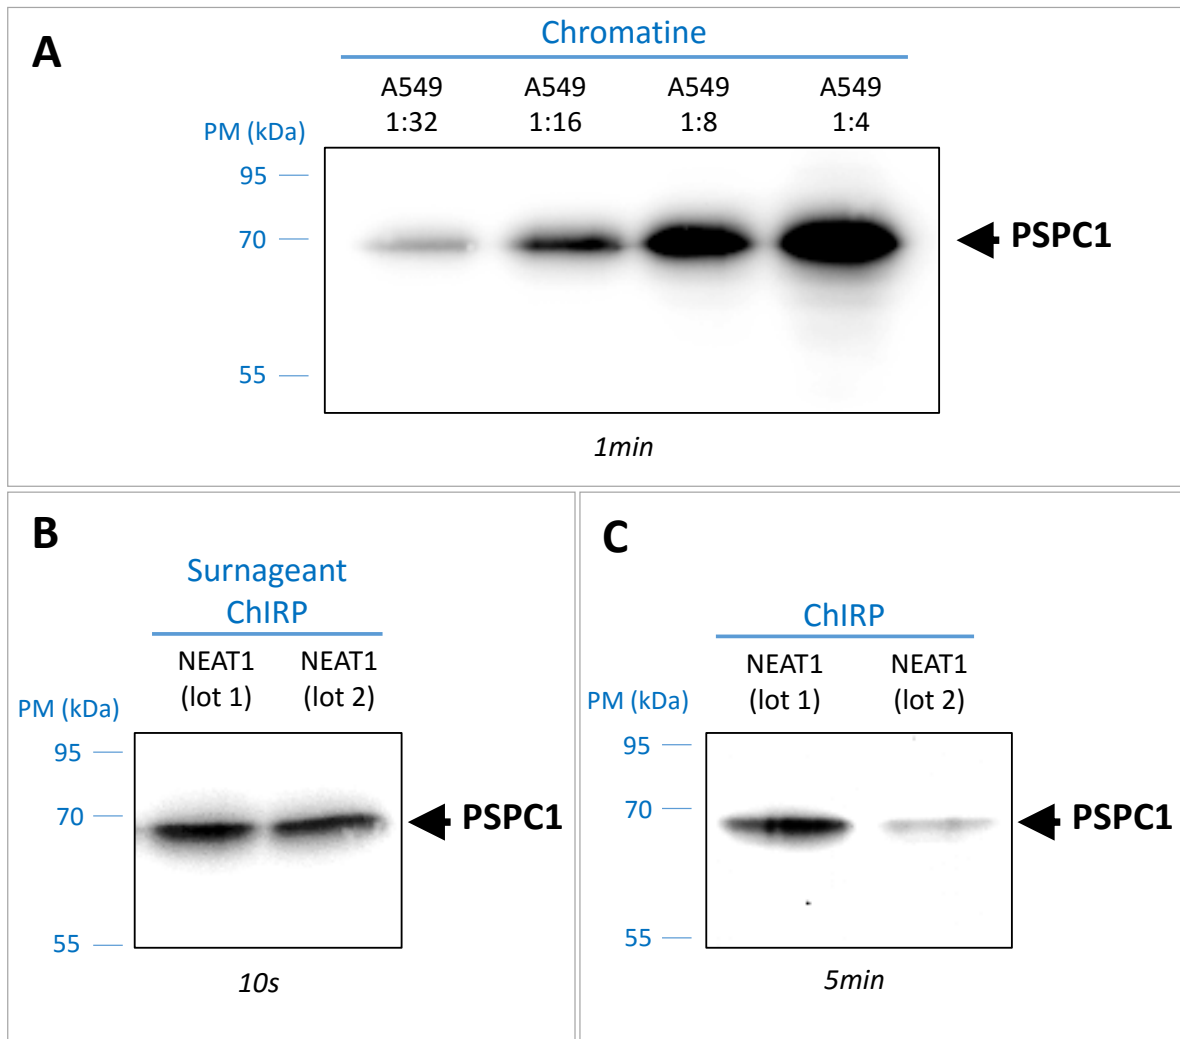 A
Chromatine
A549 A549 A549 A549
1:32 1:16 1:8 1:4
PM (kDa)
95
70
PSPC1
55
1min
B
Surnageant
ChIRP
NEAT1 NEAT1
(lot 1) (lot 2)
PM (kDa)
95
70
PSPC1
55
10s
C
ChIRP
NEAT1 NEAT1
(lot 1) (lot 2)
PM (kDa)
95
70
PSPC1
55
5min